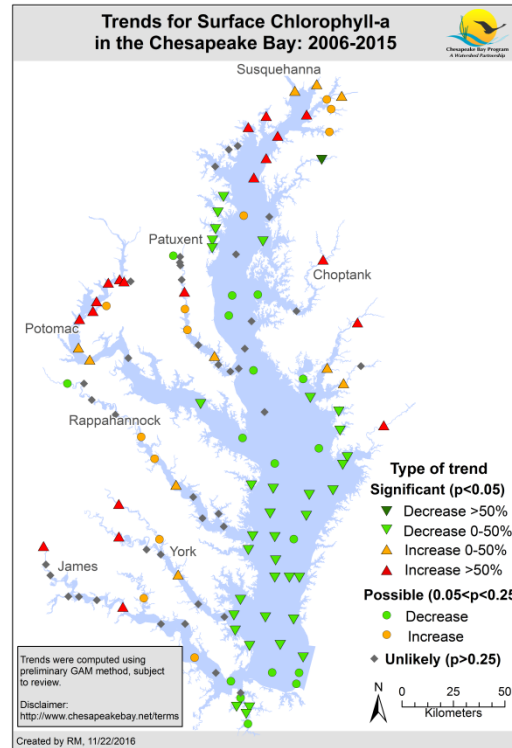 Trends for Surface Chlorophyll-a
in the Chesapeake Bay: 2006-2015
Chesapeake Bay Program
A Watershed Partnership
Susquehanna
Patuxent
Choptank
Potomac
Rappahannock
York
James
Type of trend
Significant (p<0.05)
Decrease >50%
Decrease 0-50%
Increase 0-50%
Increase >50%
Possible (0.05<p<0.25
Decrease
Increase
Unlikely (p>0.25)
N
0 25 50
Kilometers
Trends were computed using
preliminary GAM method, subject
to review.
Disclaimer:
http://www.chesapeakebay.net/terms
Created by RM, 11/22/2016